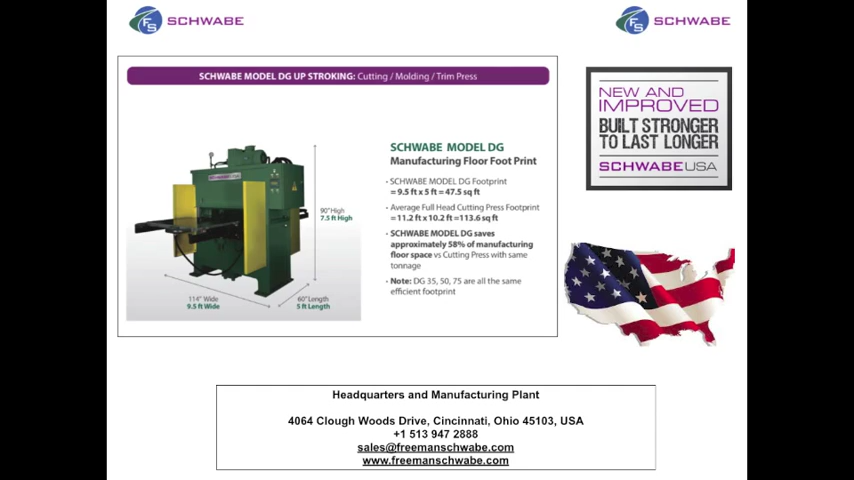 FS SCHWABE
FS SCHWABE
SCHWABE MODEL DG UP STROKING: Cutting / Molding / Trim Press
NEW AND
IMPROVED
BUILT STRONGER
TO LAST LONGER
SCHWABEUSA
SCHWABE MODEL DG
Manufacturing Floor Foot Print
• SCHWABE MODEL DG Footprint
= 9.5 ft x 5 ft = 47.5 sq ft
• Average Full Head Cutting Press Footprint
= 11.2 ft x 10.2 ft =113.6 sq ft
• SCHWABE MODEL DG saves
approximately 58% of manufacturing
floor space vs Cutting Press with same
tonnage
• Note: DG 35, 50, 75 are all the same
efficient footprint
90" High
7.5 ft High
114" Wide
9.5 ft Wide
60" Length
5 ft Length
Headquarters and Manufacturing Plant
4064 Clough Woods Drive, Cincinnati, Ohio 45103, USA
+1 513 947 2888
sales@freemanschwabe.com
www.freemanschwabe.com